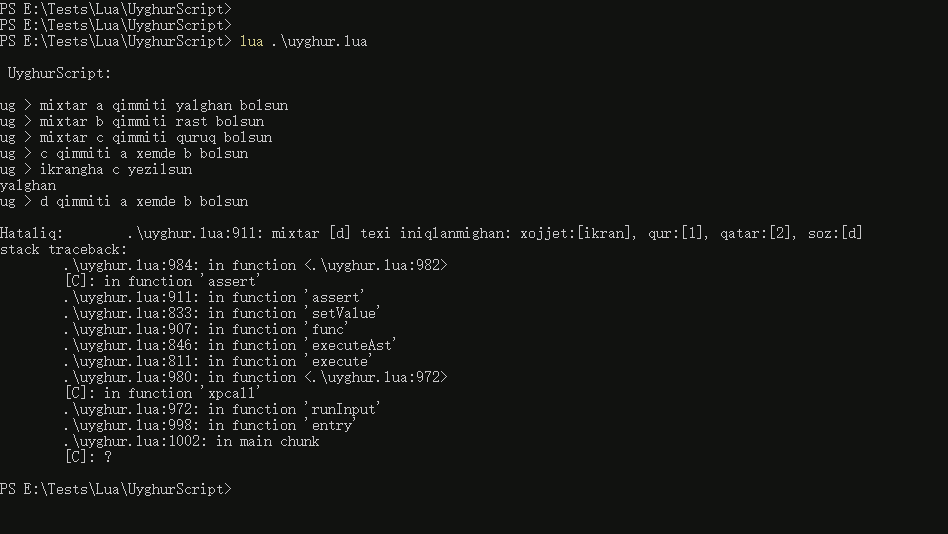 PS E:\Tests\Lua\UyghurScript>
PS E:\Tests\Lua\UyghurScript>
PS E:\Tests\Lua\UyghurScript> lua .\uyghur.lua
UyghurScript:
ug > mixtar a qimmiti yalghan bolsun
ug > mixtar b qimmiti rast bolsun
ug > mixtar c qimmiti quruq bolsun
ug > c qimmiti a xemde b bolsun
ug > ikrangha c yezilsun
yalghan
ug > d qimmiti a xemde b bolsun
Hataliq: .\uyghur.lua:911: mixtar [d] texi iniqlanmighan: xojjet:[ikran], qur:[1], qatar:[2], soz:[d]
stack traceback:
.\uyghur.lua:984: in function <.\uyghur.lua:982>
[C]: in function 'assert'
.\uyghur.lua:911: in function 'assert'
.\uyghur.lua:833: in function 'setValue'
.\uyghur.lua:907: in function 'func'
.\uyghur.lua:846: in function 'executeAst'
.\uyghur.lua:811: in function 'execute'
.\uyghur.lua:980: in function <.\uyghur.lua:972>
[C]: in function 'xpcall'
.\uyghur.lua:972: in function 'runInput'
.\uyghur.lua:998: in function 'entry'
.\uyghur.lua:1002: in main chunk
[C]: ?
PS E:\Tests\Lua\UyghurScript>